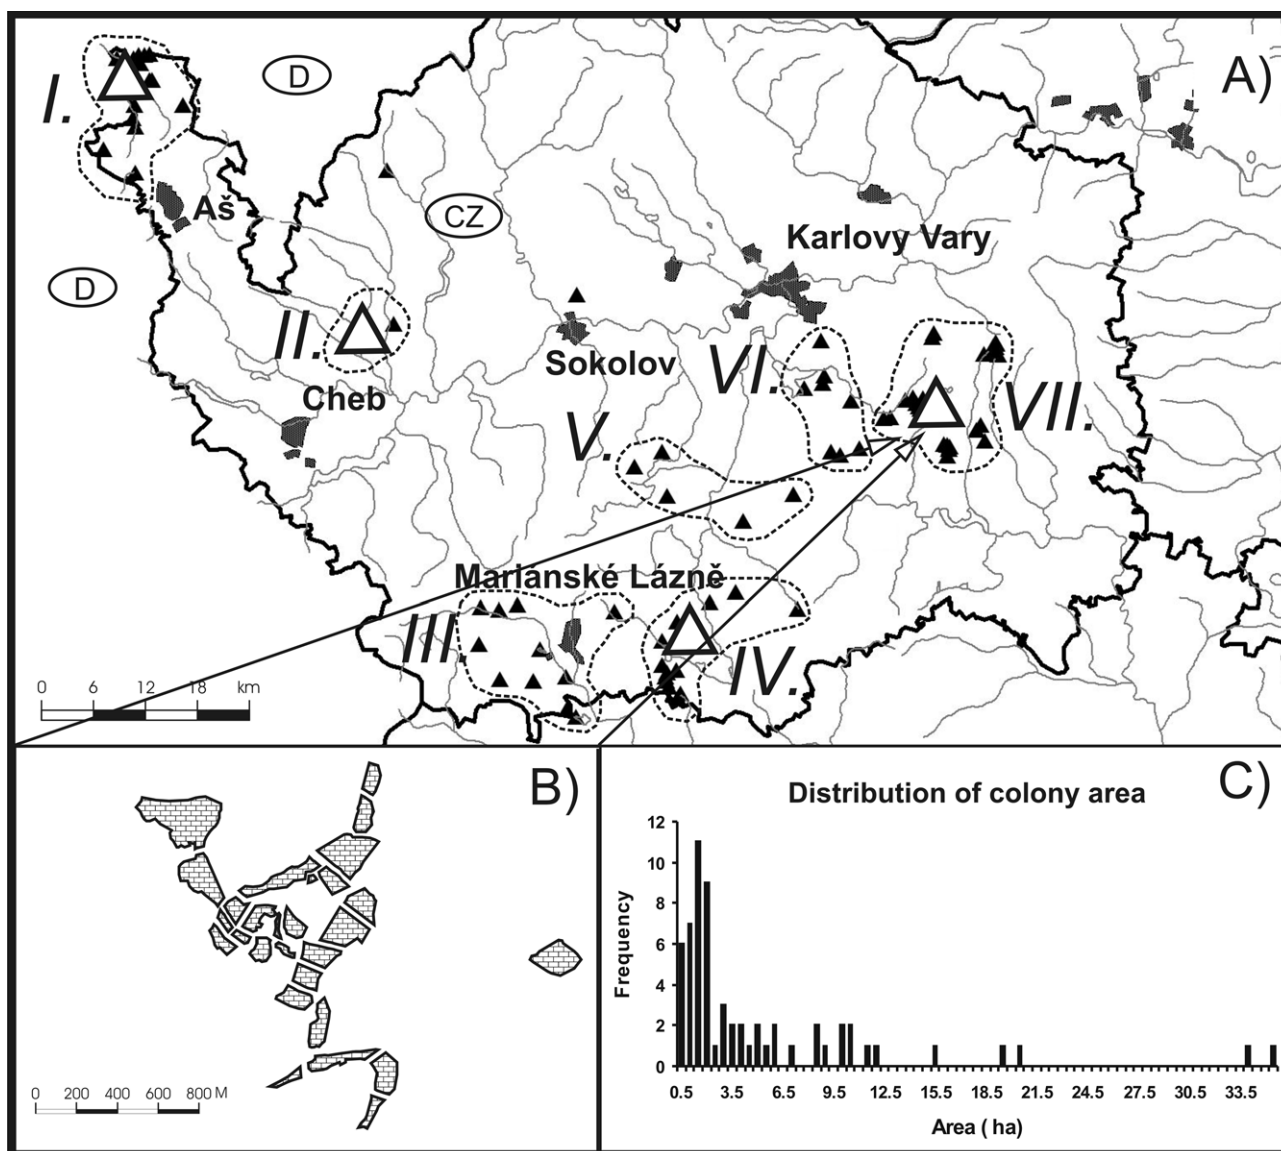 A)
I.
D
Aš
CZ
D
Karlovy Vary
II.
Sokolov
VI.
VII.
Cheb
V.
Marianské Lázně
III
IV.
0 6 12 18 km
B)
0 200 400 600 800 M
C)
Distribution of colony area
Frequency
12
10
8
6
4
2
0
0.5 3.5 6.5 9.5 12.5 15.5 18.5 21.5 24.5 27.5 30.5 33.5
Area ( ha)